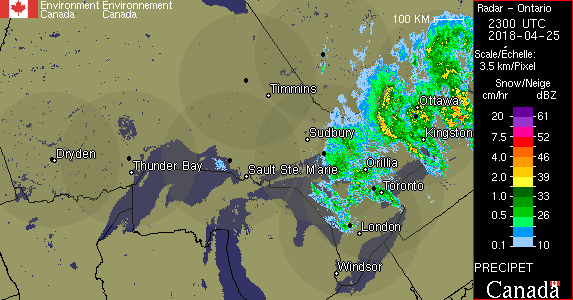 Environment Environnement
Canada Canada
100 KM
Radar - Ontario
2300 UTC
2018-04-25
Scale/Échelle:
3.5 km/Pixel
Snow/Neige
cm/hr dBZ
20 61
7.5 52
4.0 46
2.0 39
1.0 33
0.5 26
0.1 10
PRECIPET
Canada
Timmins
Ottawa
Sudbury
Kingston
Dryden
Thunder Bay
Sault Ste. Marie
Orillia
Toronto
London
Windsor